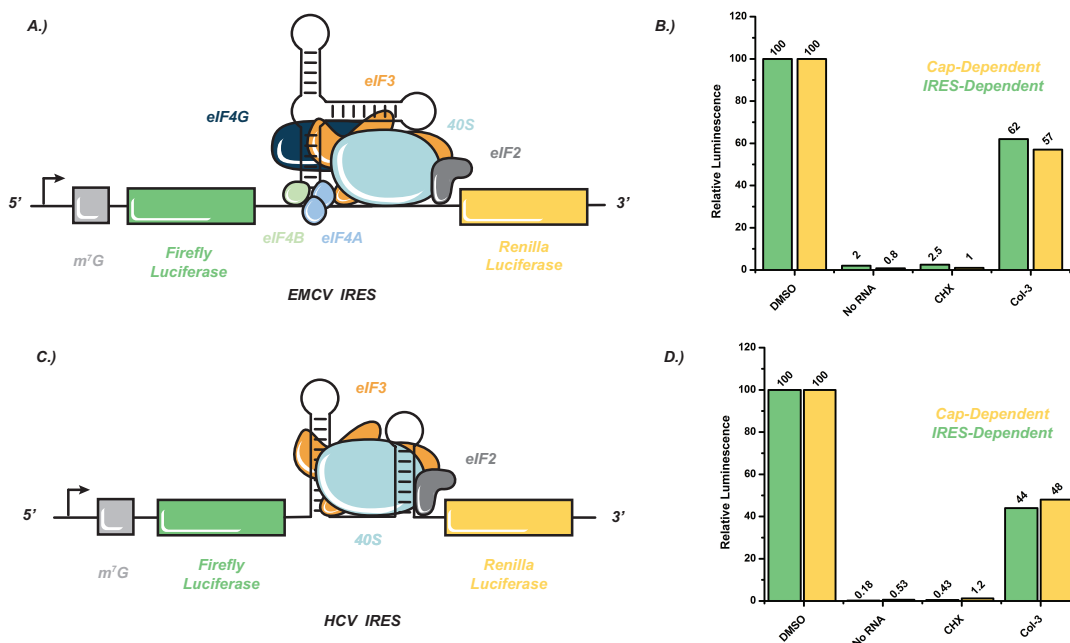 A.)
eIF3
eIF4G
40S
eIF2
5'
3'
eIF4B
eIF4A
m⁷G
Firefly
Luciferase
Renilla
Luciferase
EMCV IRES
B.)
Relative Luminescence
120
100
80
60
40
20
0
100
100
2
0.8
2.5
1
62
57
Cap-Dependent
IRES-Dependent
DMSO
No RNA
CHX
Col-3
C.)
eIF3
eIF2
5'
3'
40S
m⁷G
Firefly
Luciferase
Renilla
Luciferase
HCV IRES
D.)
Relative Luminescence
120
100
80
60
40
20
0
100
100
0.18
0.53
0.43
1.2
44
48
Cap-Dependent
IRES-Dependent
DMSO
No RNA
CHX
Col-3